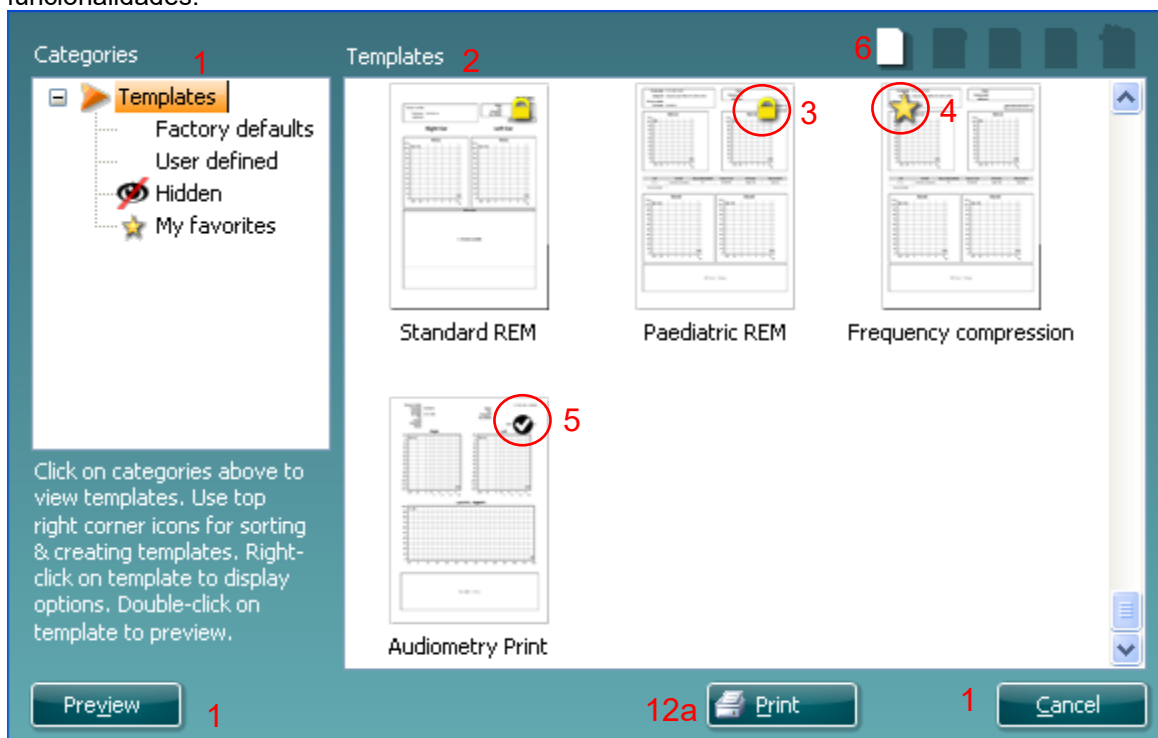 funcionalidades.
Categories 1
Templates 2
6
Templates
Factory defaults
User defined
Hidden
My favorites
3
4
Standard REM
Paediatric REM
Frequency compression
5
Audiometry Print
Click on categories above to
view templates. Use top
right corner icons for sorting
& creating templates. Right-
click on template to display
options. Double-click on
template to preview.
Preview 1
12a Print
1 Cancel